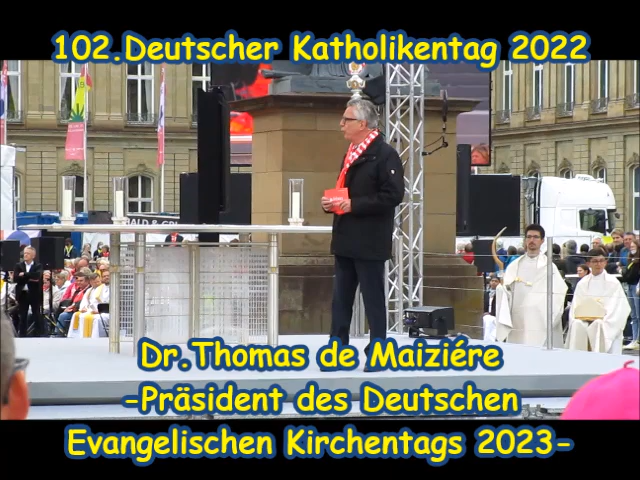 102.Deutscher Katholikentag 2022
Dr.Thomas de Maiziére
-Präsident des Deutschen
Evangelischen Kirchentags 2023-